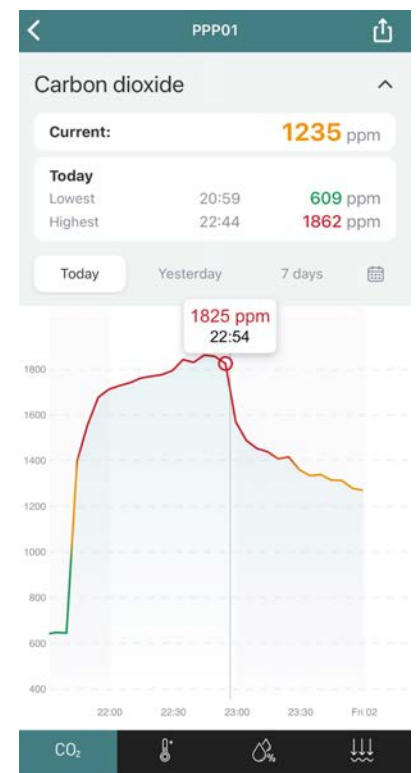 PPP01
Carbon dioxide
Current: 1235 ppm
Today
Lowest 20:59 609 ppm
Highest 22:44 1862 ppm
Today Yesterday 7 days
1825 ppm
22:54
1800
1600
1400
1200
1000
800
600
400
22:00 22:30 23:00 23:30 Fri 02
CO₂ %